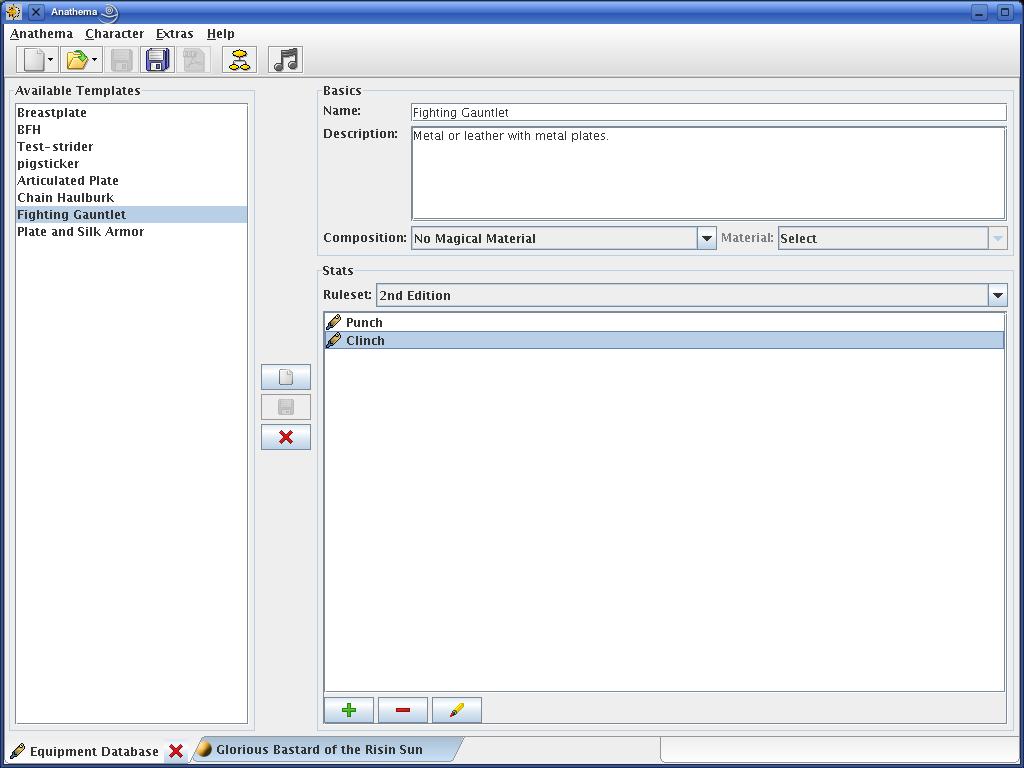 Anathema
Anathema Character Extras Help
Available Templates
Breastplate
BFH
Test-strider
pigsticker
Articulated Plate
Chain Haulburk
Fighting Gauntlet
Plate and Silk Armor
Basics
Name: Fighting Gauntlet
Description: Metal or leather with metal plates.
Composition: No Magical Material Material: Select
Stats
Ruleset: 2nd Edition
Punch
Clinch
Equipment Database Glorious Bastard of the Risin Sun